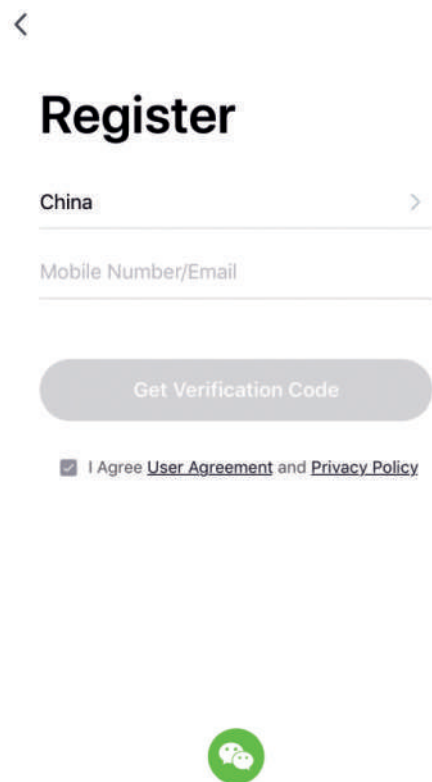 Register
China
Mobile Number/Email
Get Verification Code
I Agree User Agreement and Privacy Policy